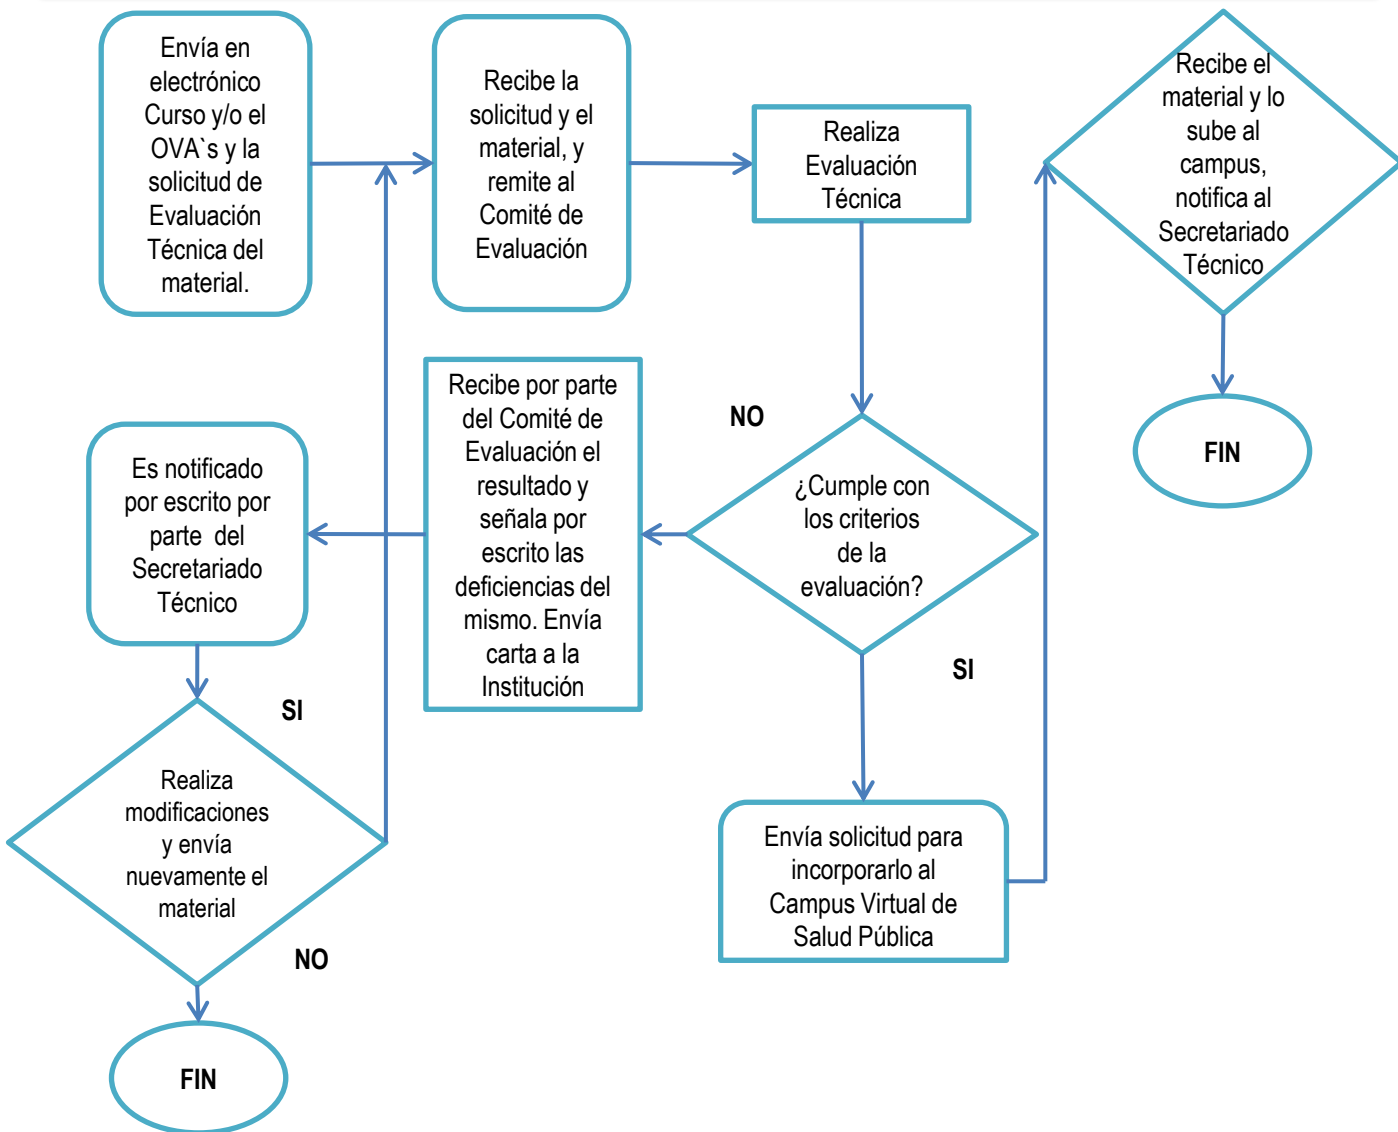 Envía en
electrónico
Curso y/o el
OVA`s y la
solicitud de
Evaluación
Técnica del
material.
Recibe la
solicitud y el
material, y
remite al
Comité de
Evaluación
Realiza
Evaluación
Técnica
Recibe el
material y lo
sube al
campus,
notifica al
Secretariado
Técnico
FIN
NO
¿Cumple con
los criterios
de la
evaluación?
SI
Recibe por parte
del Comité de
Evaluación el
resultado y
señala por
escrito las
deficiencias del
mismo. Envía
carta a la
Institución
Es notificado
por escrito por
parte del
Secretariado
Técnico
SI
Realiza
modificaciones
y envía
nuevamente el
material
NO
FIN
Envía solicitud para
incorporarlo al
Campus Virtual de
Salud Pública